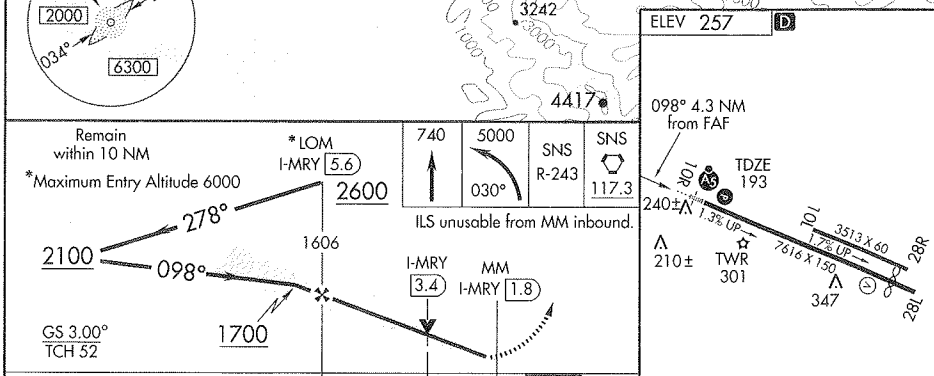 2000
034°
6300
3242
3000
1000
1000
4417
ELEV 257 D
Remain
within 10 NM
*Maximum Entry Altitude 6000
*LOM
I-MRY 5.6
2600
278°
2100
098°
1606
1700
GS 3.00°
TCH 52
740
5000
030°
SNS
R-243
SNS
117.3
ILS unusable from MM inbound.
I-MRY
3.4
MM
I-MRY 1.8
098° 4.3 NM
from FAF
10R
A5
TDZE
193
240±
1.3% UP
10L
3513 X 60
1.7% UP
28R
210±
TWR
301
7616 X 150
347
V
28L